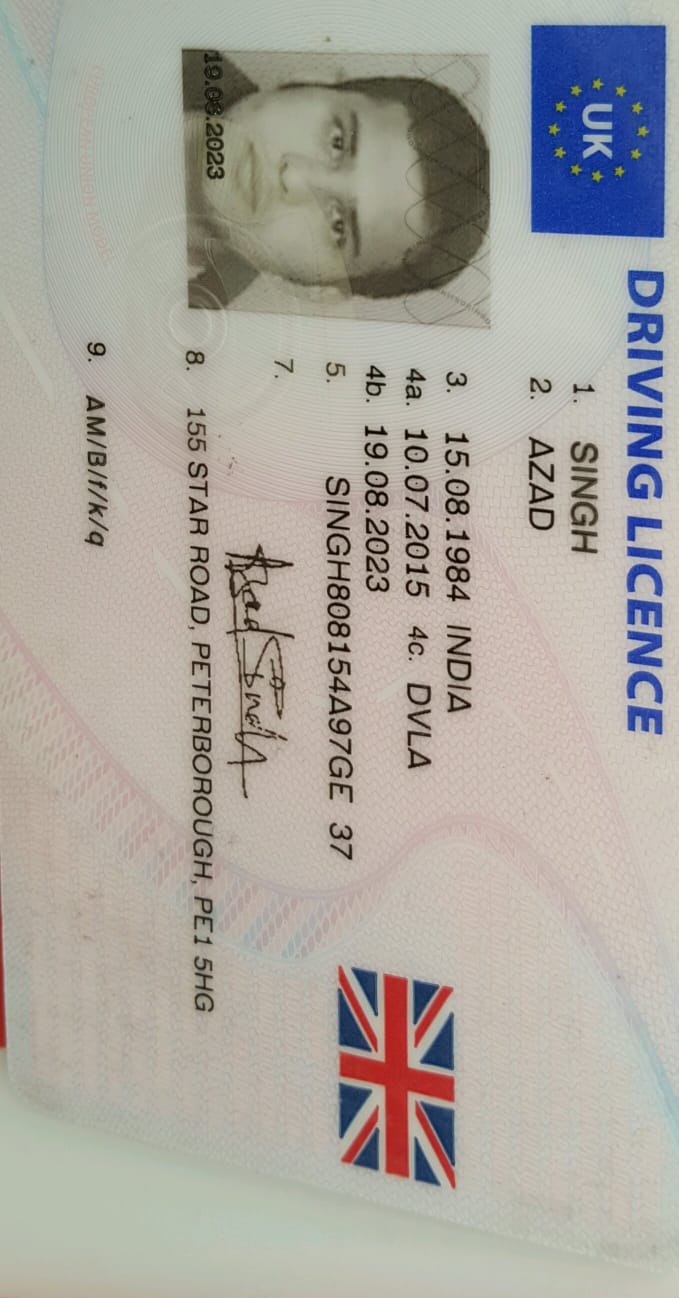 UK
DRIVING LICENCE
1. SINGH
2. AZAD
3. 15.08.1984 INDIA
4a. 10.07.2015 4c. DVLA
4b. 19.08.2023
5. SINGH808154A97GE 37
7.
8. 155 STAR ROAD, PETERBOROUGH, PE1 5HG
9. AM/B/f/k/q
19.08.2023